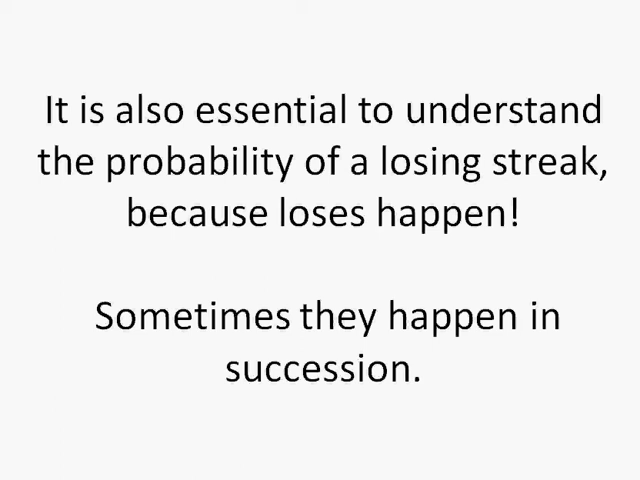 It is also essential to understand
the probability of a losing streak,
because loses happen!
Sometimes they happen in
succession.